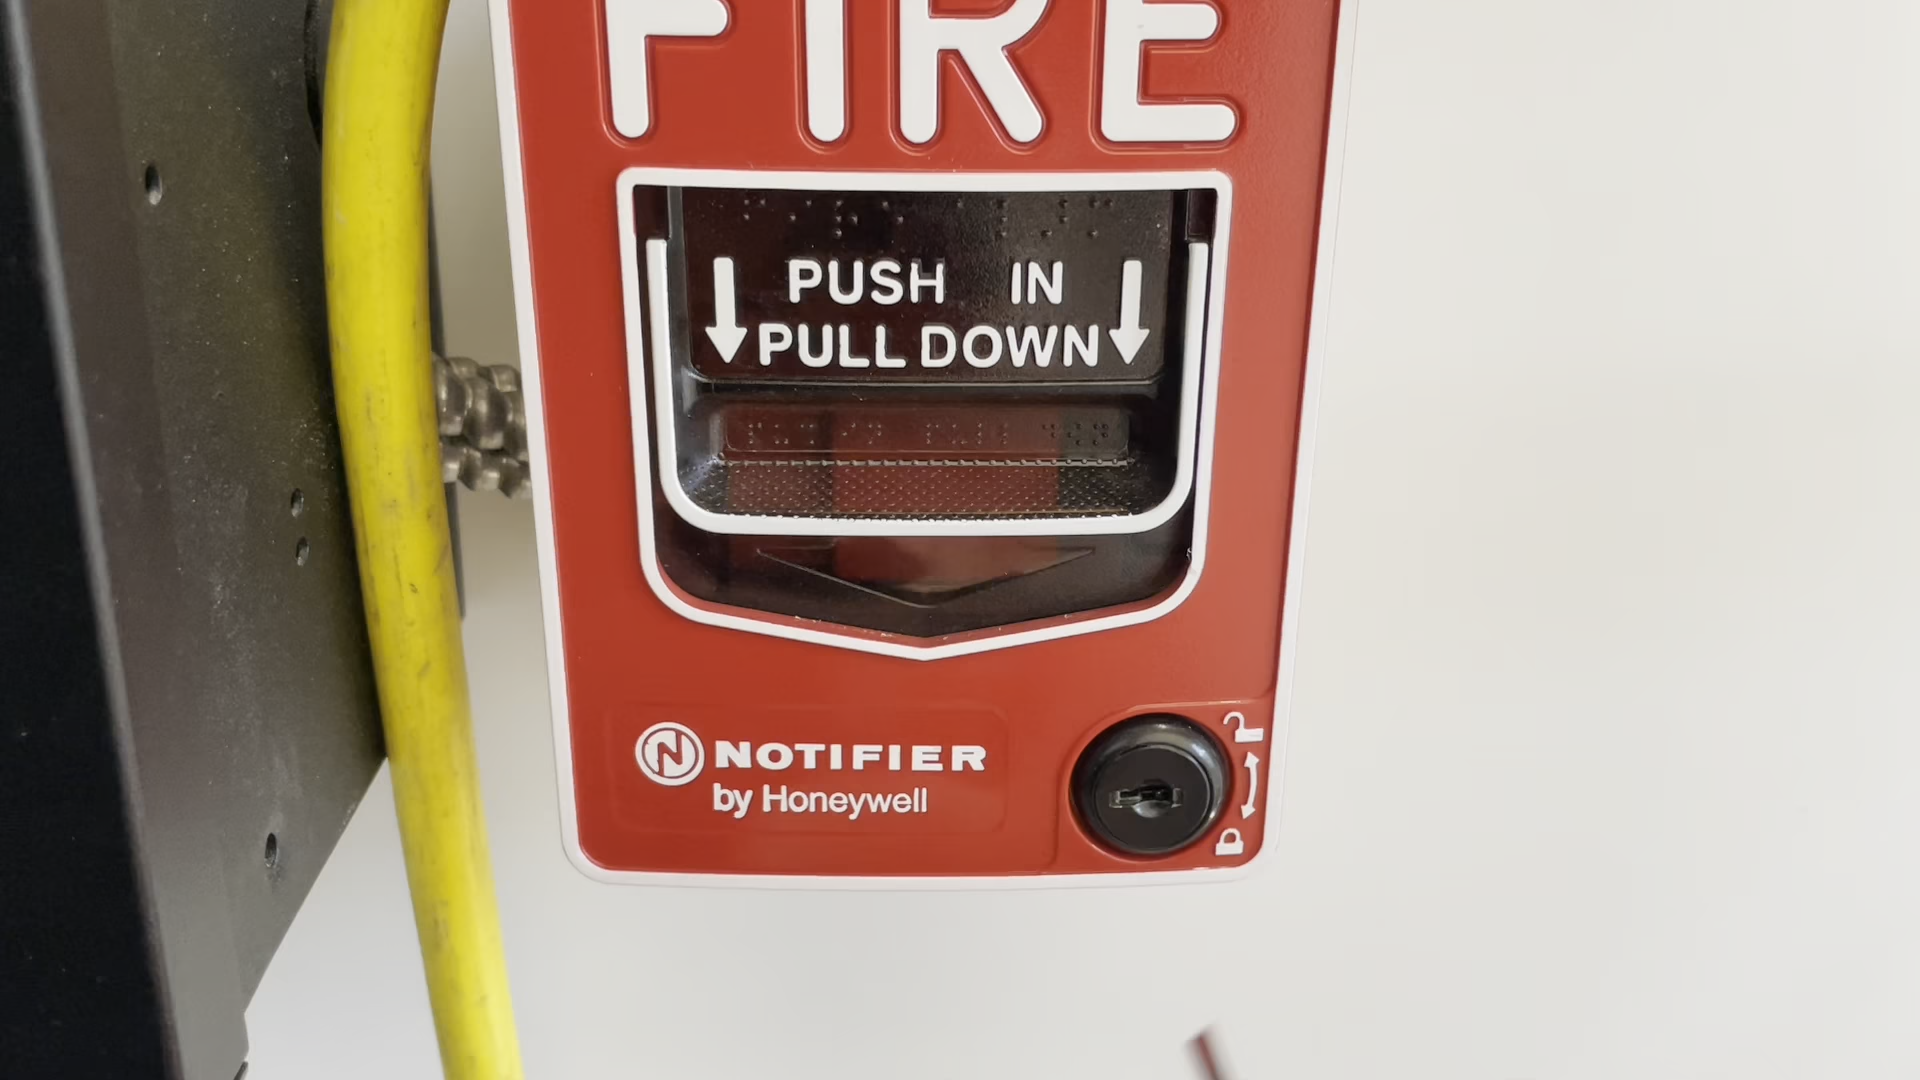 FIRE
PUSH IN
PULL DOWN
NOTIFIER
by Honeywell